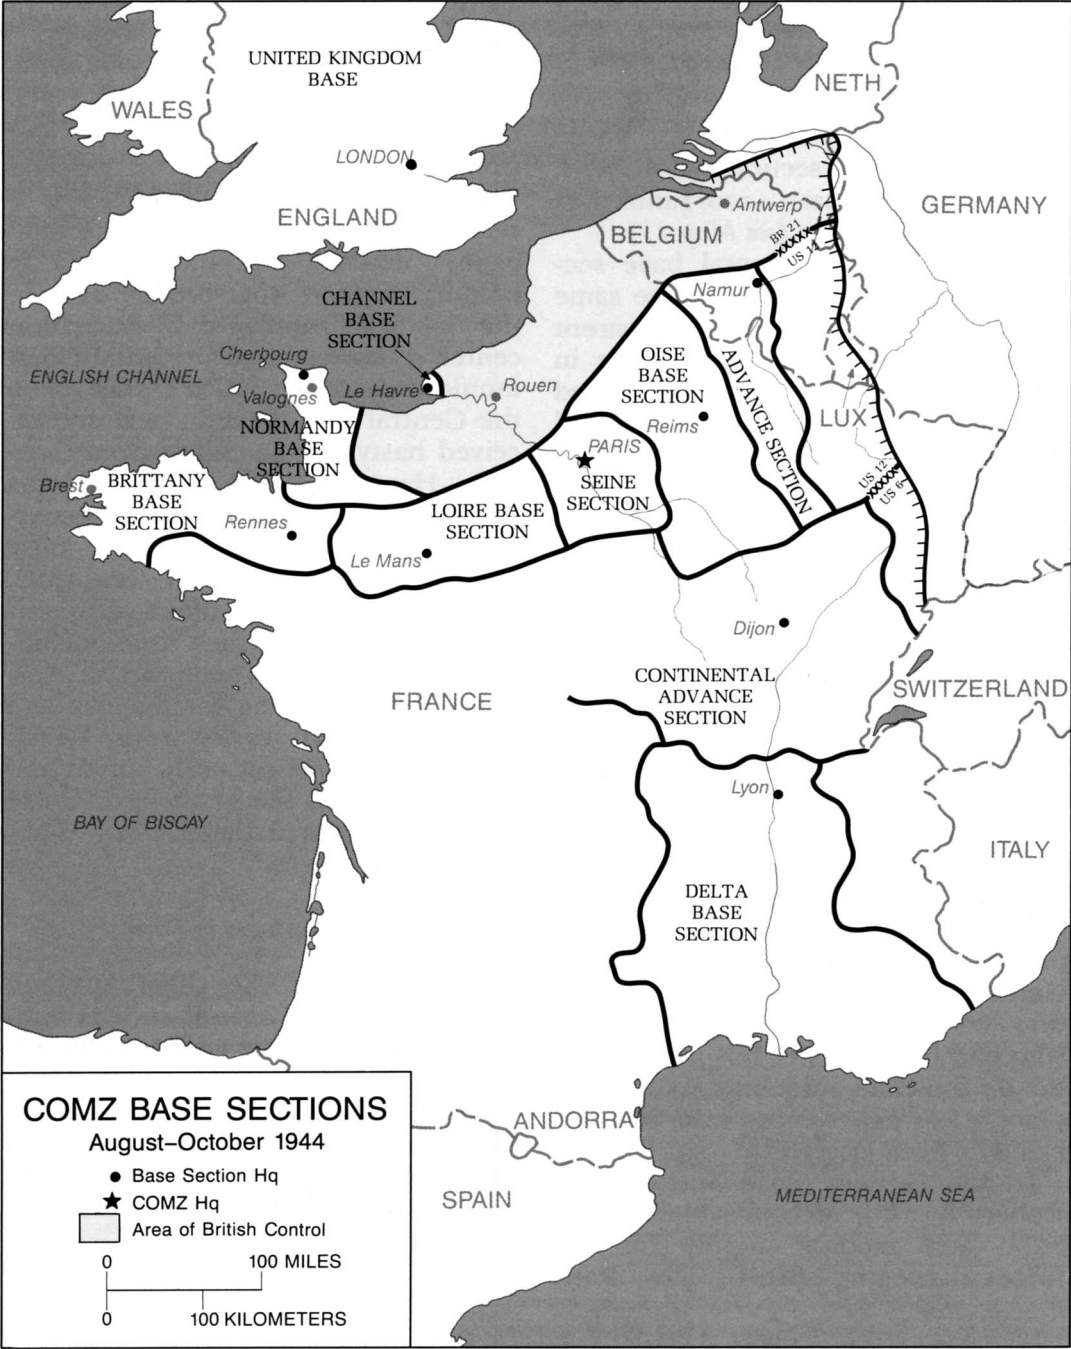 UNITED KINGDOM
BASE
WALES
LONDON
ENGLAND
NETH
GERMANY
Antwerp
BELGIUM
BR 21
XXXXX
US 12
Namur
CHANNEL
BASE
SECTION
Cherbourg
ENGLISH CHANNEL
Valognes
Le Havre
Rouen
OISE
BASE
SECTION
Reims
ADVANCE SECTION
LUX
NORMANDY
BASE
SECTION
PARIS
SEINE
SECTION
US 12
XXXXX
US 6
Brest
BRITTANY
BASE
SECTION
Rennes
LOIRE BASE
SECTION
Le Mans
Dijon
CONTINENTAL
ADVANCE
SECTION
FRANCE
SWITZERLAND
Lyon
BAY OF BISCAY
ITALY
DELTA
BASE
SECTION
ANDORRA
SPAIN
MEDITERRANEAN SEA
COMZ BASE SECTIONS
August–October 1944
Base Section Hq
COMZ Hq
Area of British Control
0 100 MILES
0 100 KILOMETERS